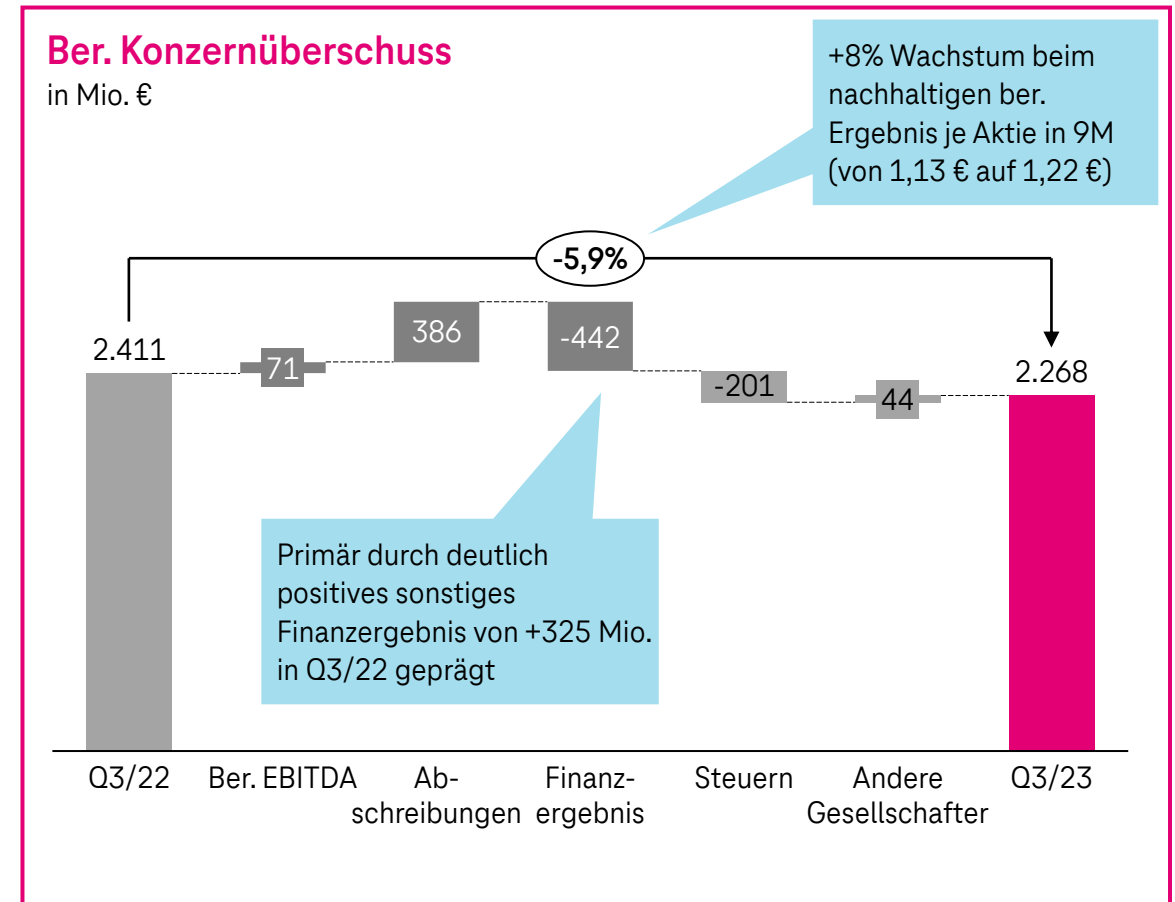 Ber. Konzernüberschuss
in Mio. €
+8% Wachstum beim
nachhaltigen ber.
Ergebnis je Aktie in 9M
(von 1,13 € auf 1,22 €)
-5,9%
2.411
71
386
-442
-201
44
2.268
Primär durch deutlich
positives sonstiges
Finanzergebnis von +325 Mio.
in Q3/22 geprägt
Q3/22
Ber. EBITDA
Ab-
schreibungen
Finanz-
ergebnis
Steuern
Andere
Gesellschafter
Q3/23